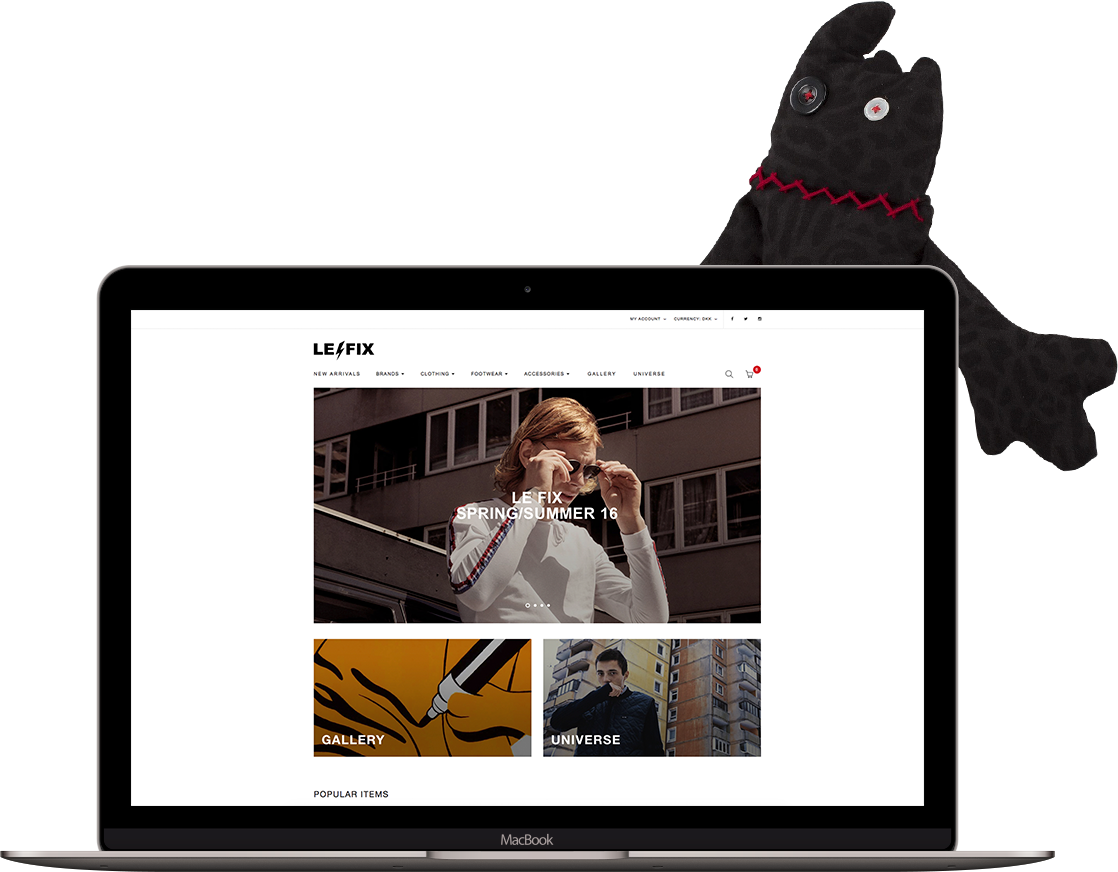 MY ACCOUNT CURRENCY: DKK
LE FIX
NEW ARRIVALS BRANDS CLOTHING FOOTWEAR ACCESSORIES GALLERY UNIVERSE
LE FIX
SPRING/SUMMER 16
GALLERY UNIVERSE
POPULAR ITEMS
MacBook